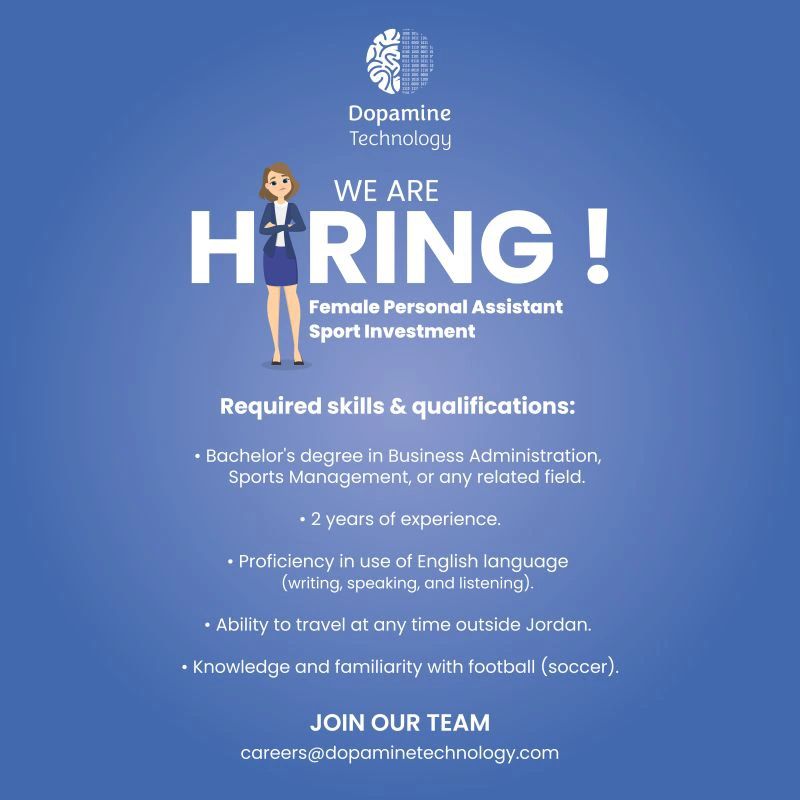 Dopamine
Technology
WE ARE
HIRING !
Female Personal Assistant
Sport Investment
Required skills & qualifications:
• Bachelor's degree in Business Administration,
Sports Management, or any related field.
• 2 years of experience.
• Proficiency in use of English language
(writing, speaking, and listening).
• Ability to travel at any time outside Jordan.
• Knowledge and familiarity with football (soccer).
JOIN OUR TEAM
careers@dopaminetechnology.com